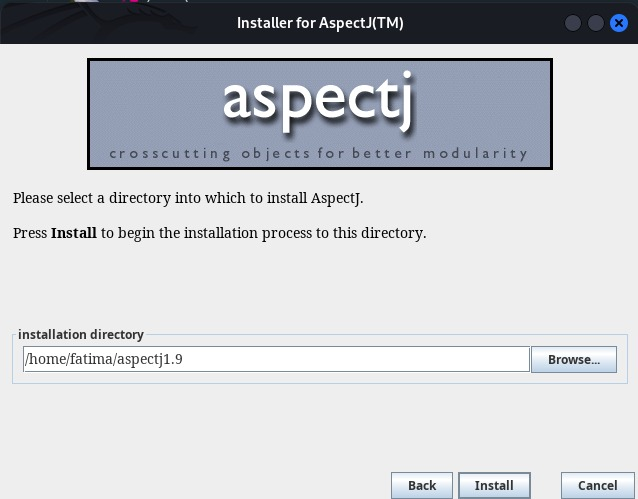 Installer for AspectJ(TM)
aspectj
crosscutting objects for better modularity
Please select a directory into which to install AspectJ.
Press Install to begin the installation process to this directory.
installation directory
/home/fatima/aspectj1.9
Browse...
Back
Install
Cancel